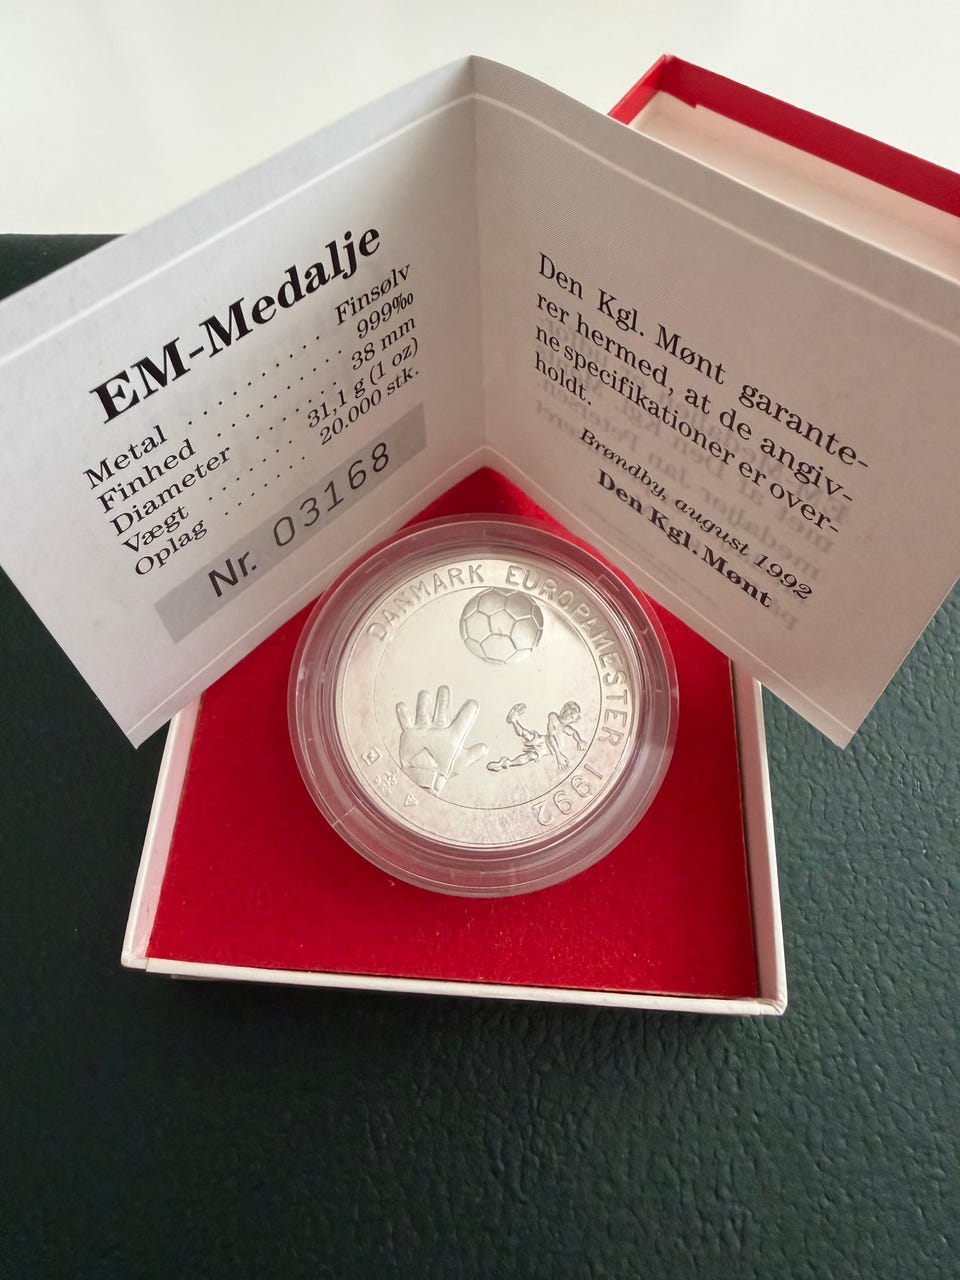 EM-Medalje
Metal . . . . . . . . . . . Finsølv
Finhed . . . . . . . . . . . 999‰
Diameter . . . . . . . . . 38 mm
Vægt . . . . . . 31,1 g (1 oz)
Oplag . . . . . . 20.000 stk.
Nr. 03168
Den Kgl. Mønt garante-
rer hermed, at de angiv-
ne specifikationer er over-
holdt.
Brøndby, august 1992
Den Kgl. Mønt
DANMARK EUROPAMESTER 1992